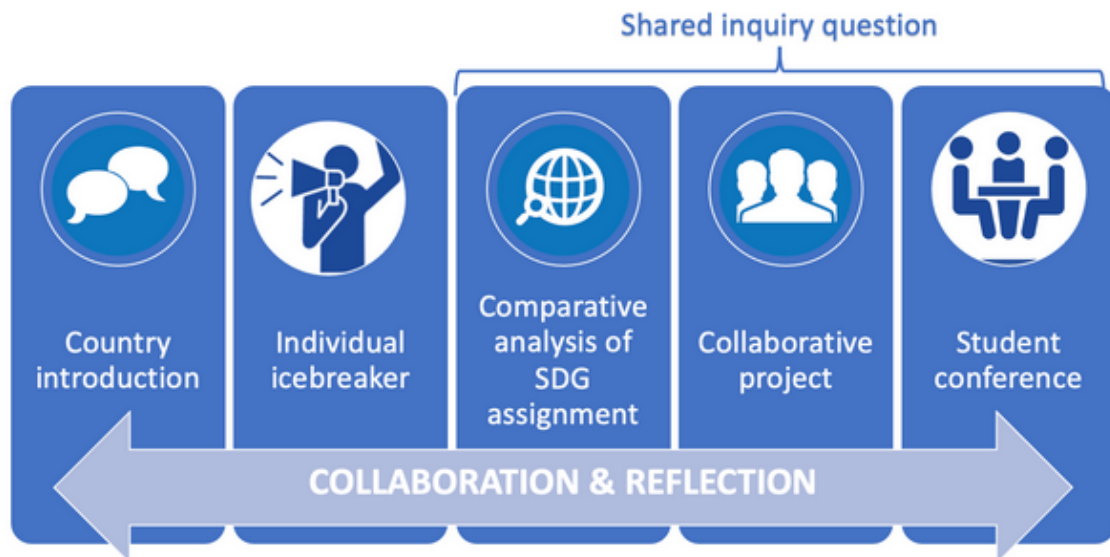 Shared inquiry question
Country
introduction
Individual
icebreaker
Comparative
analysis of
SDG
assignment
Collaborative
project
Student
conference
COLLABORATION & REFLECTION